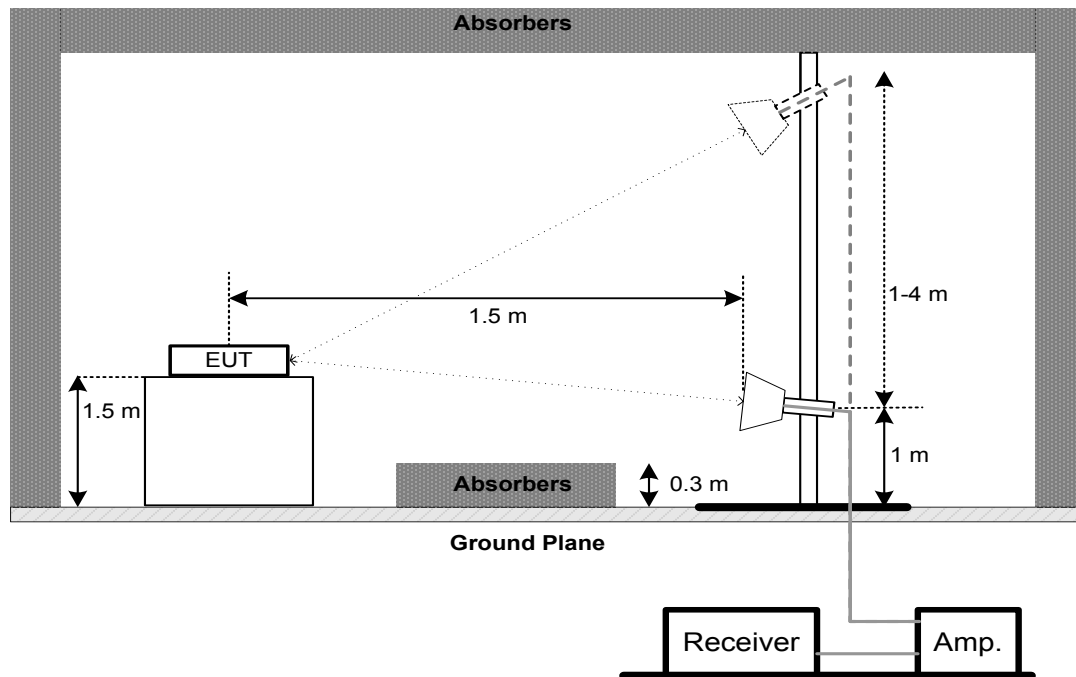 Absorbers
1-4 m
1.5 m
EUT
1.5 m
1 m
Absorbers
0.3 m
Ground Plane
Receiver
Amp.